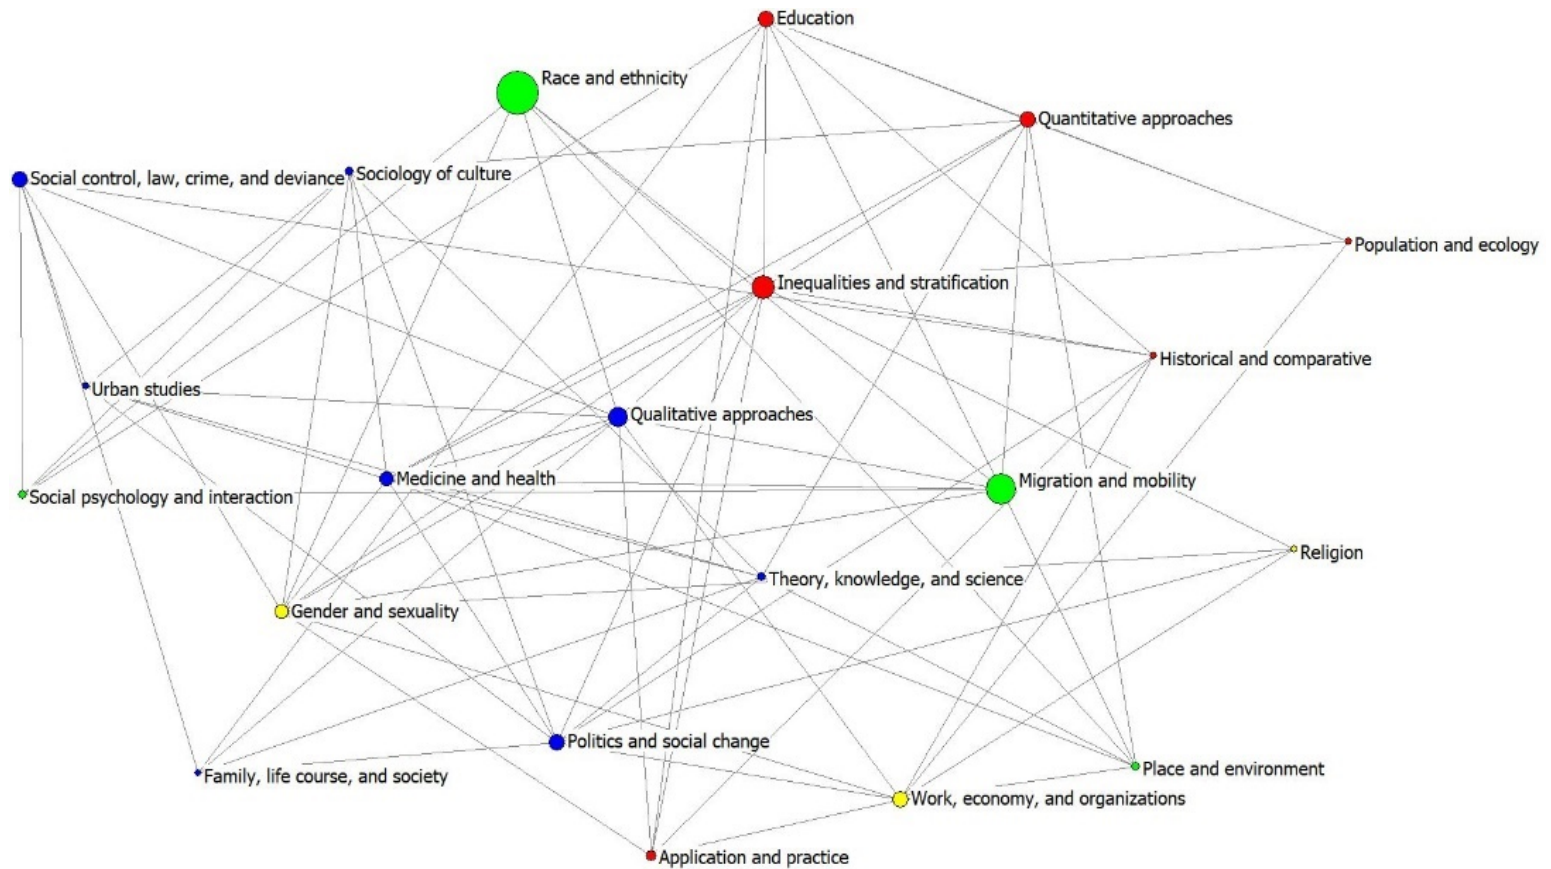 Education
Race and ethnicity
Quantitative approaches
Social control, law, crime, and deviance
Sociology of culture
Population and ecology
Inequalities and stratification
Historical and comparative
Urban studies
Qualitative approaches
Medicine and health
Migration and mobility
Social psychology and interaction
Religion
Theory, knowledge, and science
Gender and sexuality
Politics and social change
Place and environment
Family, life course, and society
Work, economy, and organizations
Application and practice